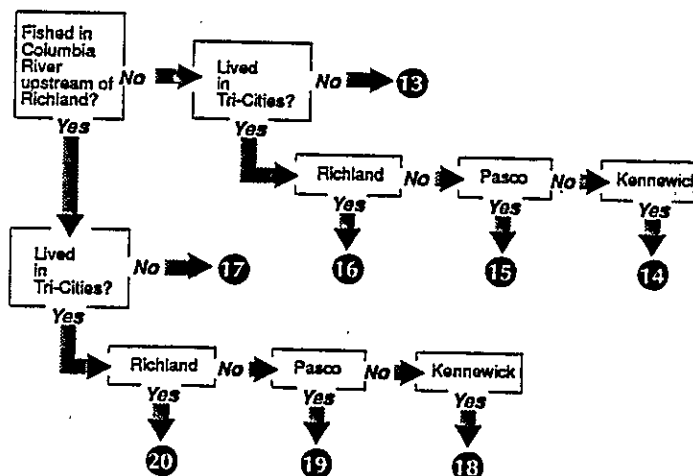 Fished in
Columbia
River
upstream of
Richland?
No
Lived
in
Tri-Cities?
No
13
Yes
Yes
Richland
No
Pasco
No
Kennewick
Yes
Yes
Yes
16
15
14
Lived
in
Tri-Cities?
No
17
Yes
Richland
No
Pasco
No
Kennewick
Yes
Yes
Yes
20
19
18